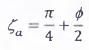 ζₐ = π/4 + ϕ/2